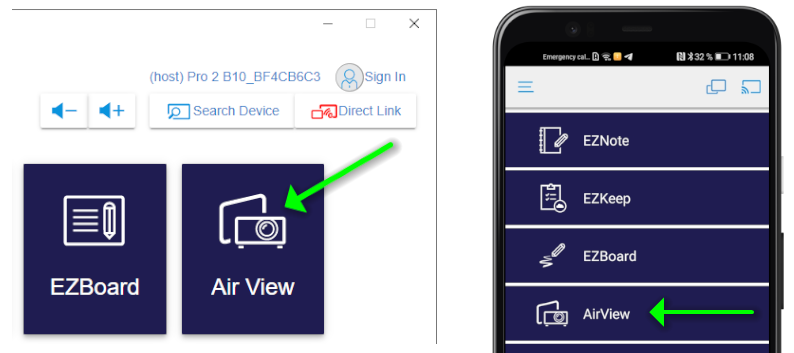 (host) Pro 2 B10_BF4CB6C3 Sign In
Search Device Direct Link
EZBoard Air View
Emergency cal.. 32 % 11:08
EZNote
EZKeep
EZBoard
AirView